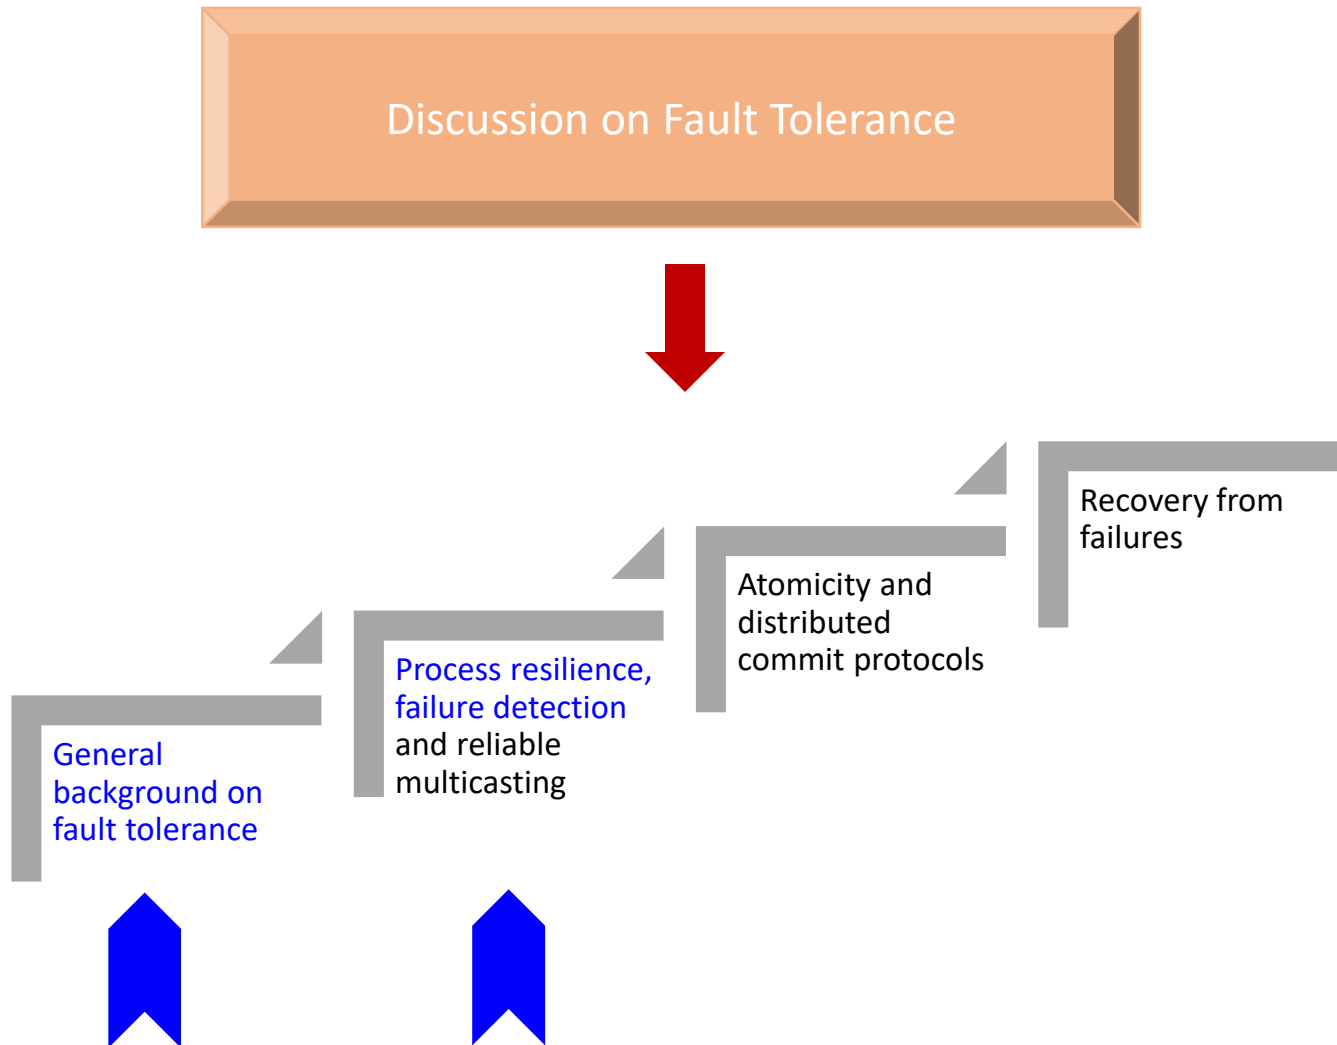 Discussion on Fault Tolerance
General
background on
fault tolerance
Process resilience,
failure detection
and reliable
multicasting
Atomicity and
distributed
commit protocols
Recovery from
failures